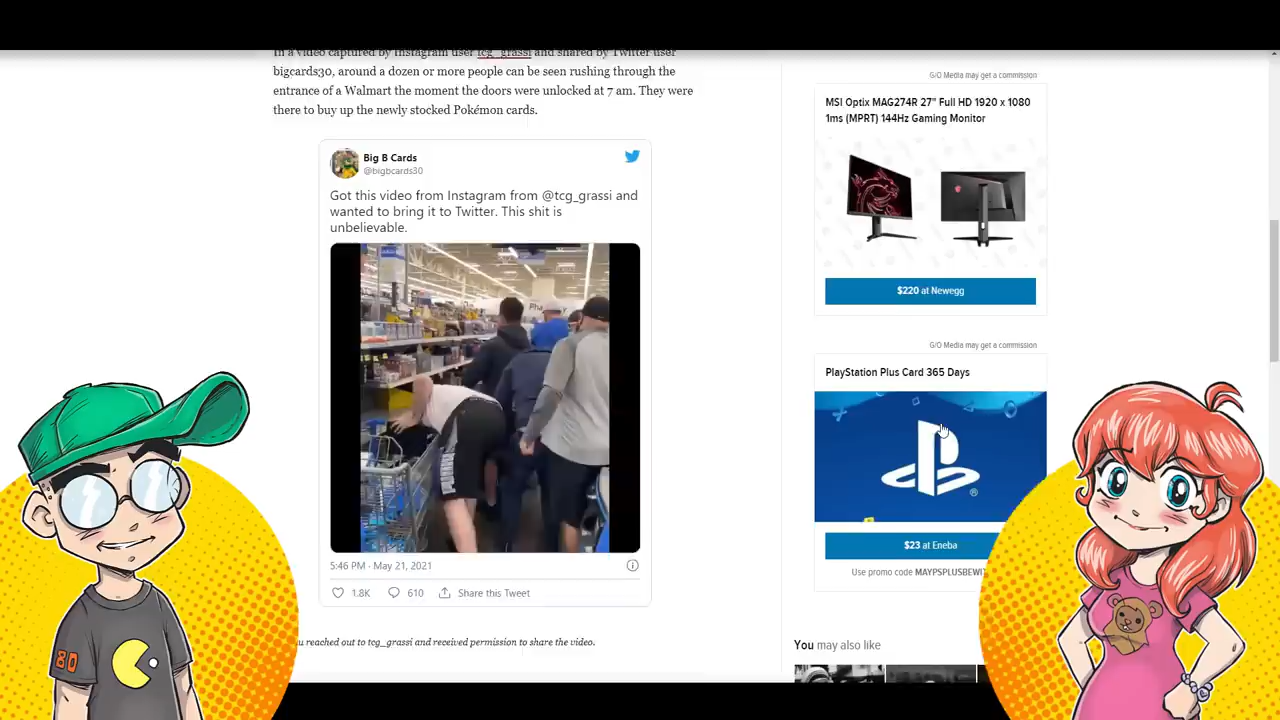 In a video captured by Instagram user tcg_grassi and shared by Twitter user
bigcards30, around a dozen or more people can be seen rushing through the
entrance of a Walmart the moment the doors were unlocked at 7 am. They were
there to buy up the newly stocked Pokémon cards.
Big B Cards
@bigbcards30
Got this video from Instagram from @tcg_grassi and
wanted to bring it to Twitter. This shit is
unbelievable.
5:46 PM · May 21, 2021
1.8K 610 Share this Tweet
reached out to tcg_grassi and received permission to share the video.
G/O Media may get a commission
MSI Optix MAG274R 27" Full HD 1920 x 1080
1ms (MPRT) 144Hz Gaming Monitor
$220 at Newegg
G/O Media may get a commission
PlayStation Plus Card 365 Days
$23 at Eneba
Use promo code
You may also like
80